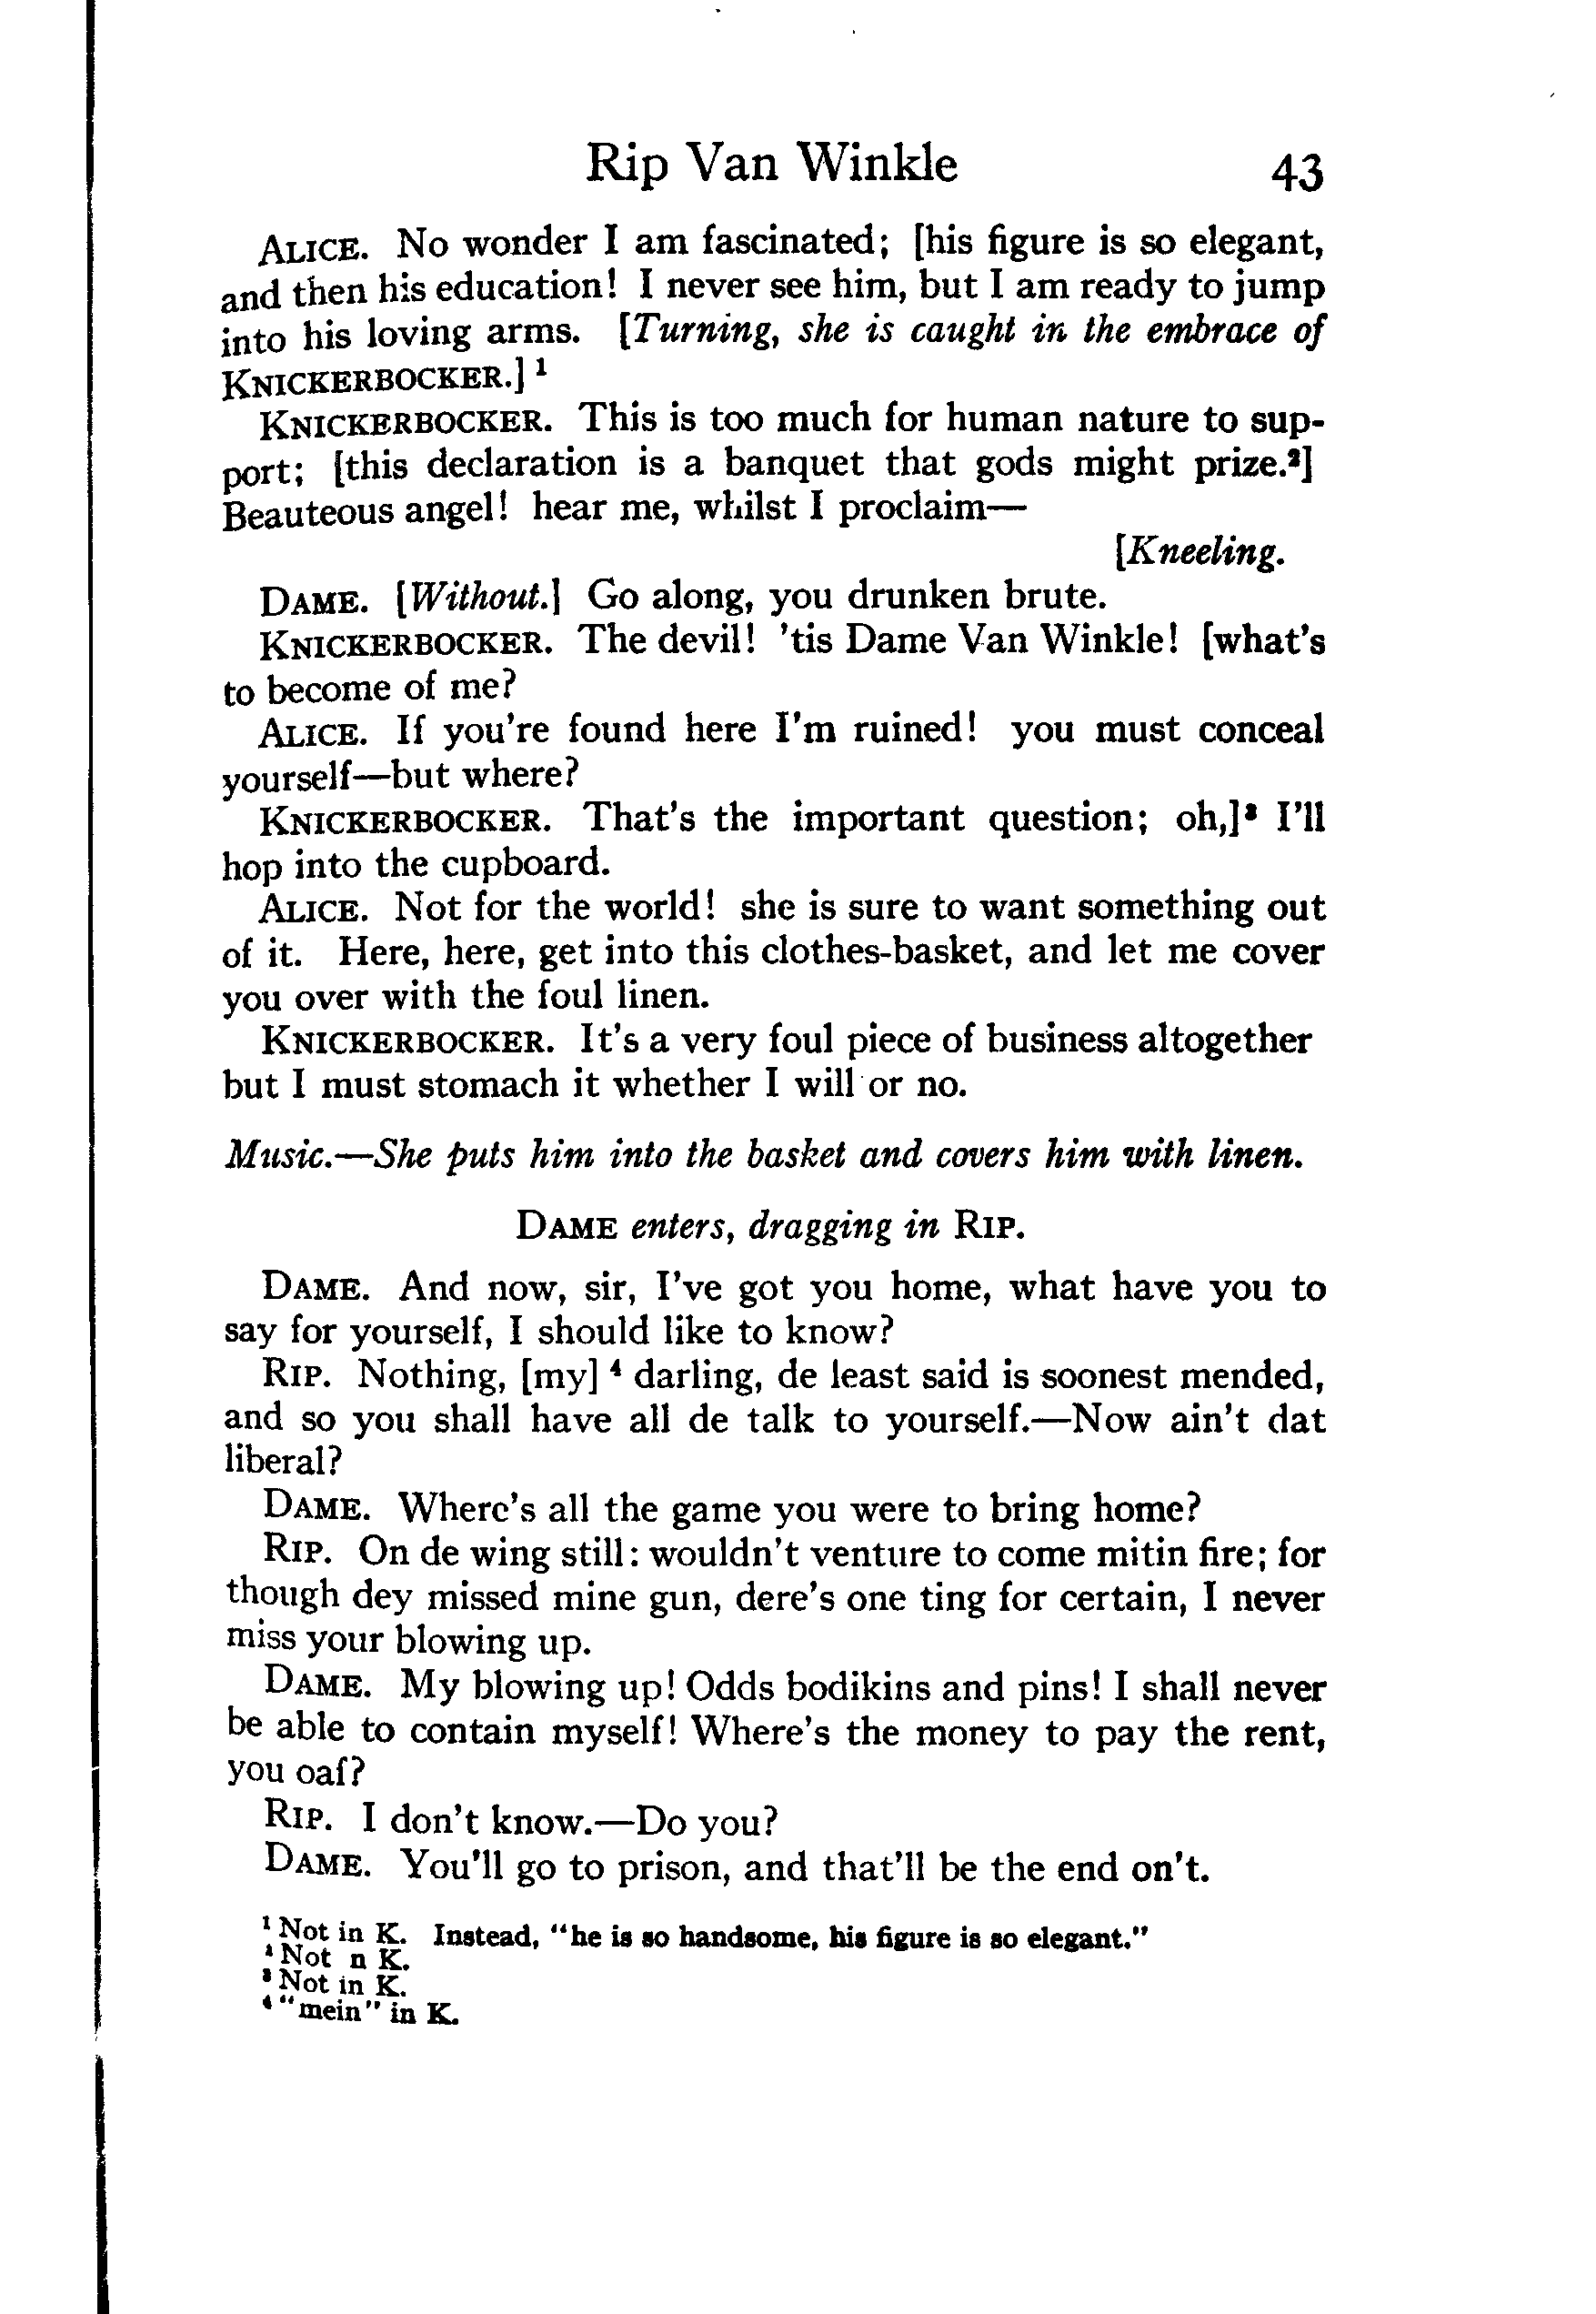 Rip Van Winkle 43
ALICE. No wonder I am fascinated; [his figure is so elegant,
and then his education! I never see him, but I am ready to jump
into his loving arms. [Turning, she is caught in the embrace of
KNICKERBOCKER.] 1
KNICKERBOCKER. This is too much for human nature to sup-
port; [this declaration is a banquet that gods might prize.2]
Beauteous angel! hear me, whilst I proclaim—
[Kneeling.
DAME. [Without.] Go along, you drunken brute.
KNICKERBOCKER. The devil! 'tis Dame Van Winkle! [what's
to become of me?
ALICE. If you're found here I'm ruined! you must conceal
yourself—but where?
KNICKERBOCKER. That's the important question; oh,]3 I'll
hop into the cupboard.
ALICE. Not for the world! she is sure to want something out
of it. Here, here, get into this clothes-basket, and let me cover
you over with the foul linen.
KNICKERBOCKER. It's a very foul piece of business altogether
but I must stomach it whether I will or no.
Music.—She puts him into the basket and covers him with linen.
DAME enters, dragging in RIP.
DAME. And now, sir, I've got you home, what have you to
say for yourself, I should like to know?
RIP. Nothing, [my] 4 darling, de least said is soonest mended,
and so you shall have all de talk to yourself.—Now ain't dat
liberal?
DAME. Where's all the game you were to bring home?
RIP. On de wing still: wouldn't venture to come mitin fire; for
though dey missed mine gun, dere's one ting for certain, I never
miss your blowing up.
DAME. My blowing up! Odds bodikins and pins! I shall never
be able to contain myself! Where's the money to pay the rent,
you oaf?
RIP. I don't know.—Do you?
DAME. You'll go to prison, and that'll be the end on't.
1 Not in K. Instead, "he is so handsome, his figure is so elegant."
2 Not n K.
3 Not in K.
4 "mein" in K.